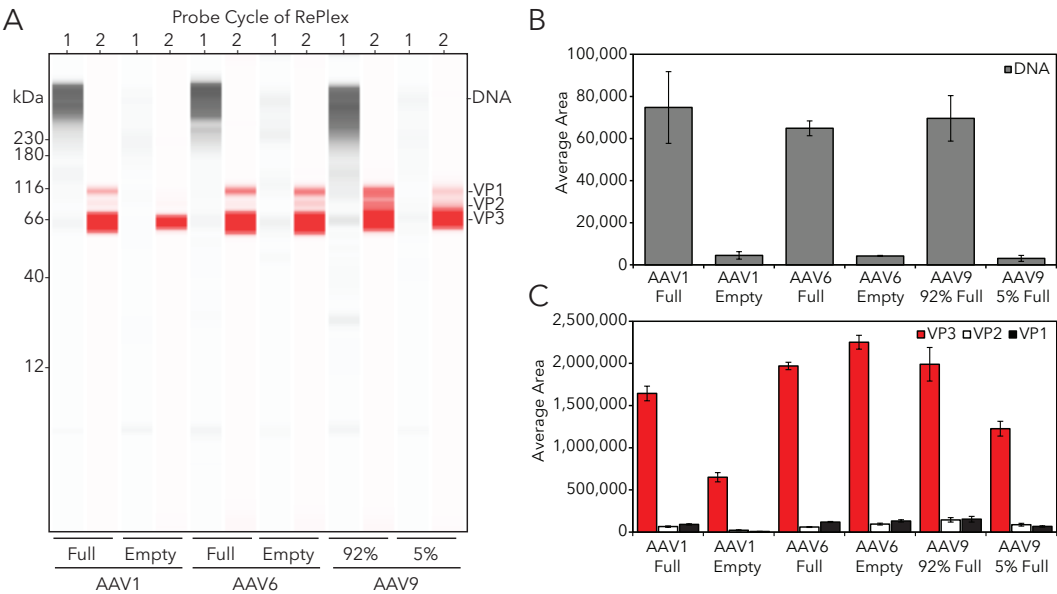 A
Probe Cycle of RePlex
1 2 1 2 1 2 1 2 1 2 1 2
kDa
230
180
116
66
40
12
DNA
VP1
VP2
VP3
Full Empty Full Empty 92% 5%
AAV1 AAV6 AAV9
B
100,000
80,000
60,000
40,000
20,000
0
Average Area
DNA
AAV1 AAV1 AAV6 AAV6 AAV9 AAV9
Full Empty Full Empty 92% Full 5% Full
C
2,500,000
2,000,000
1,500,000
1,000,000
500,000
0
Average Area
VP3 VP2 VP1
AAV1 AAV1 AAV6 AAV6 AAV9 AAV9
Full Empty Full Empty 92% Full 5% Full